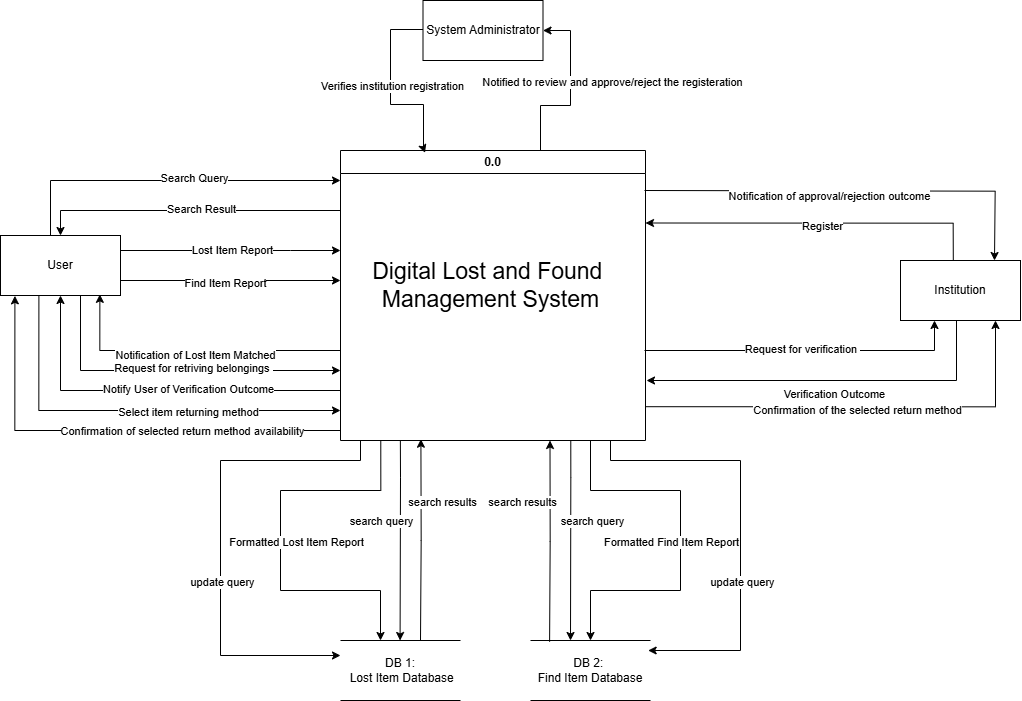 System Administrator
Verifies institution registration
Notified to review and approve/reject the registeration
0.0
Search Query
Search Result
Lost Item Report
Find Item Report
User
Digital Lost and Found
Management System
Notification of approval/rejection outcome
Register
Institution
Notification of Lost Item Matched
Request for retriving belongings
Notify User of Verification Outcome
Select item returning method
Confirmation of selected return method availability
Request for verification
Verification Outcome
Confirmation of the selected return method
search results
search results
search query
search query
Formatted Lost Item Report
Formatted Find Item Report
update query
update query
DB 1:
Lost Item Database
DB 2:
Find Item Database